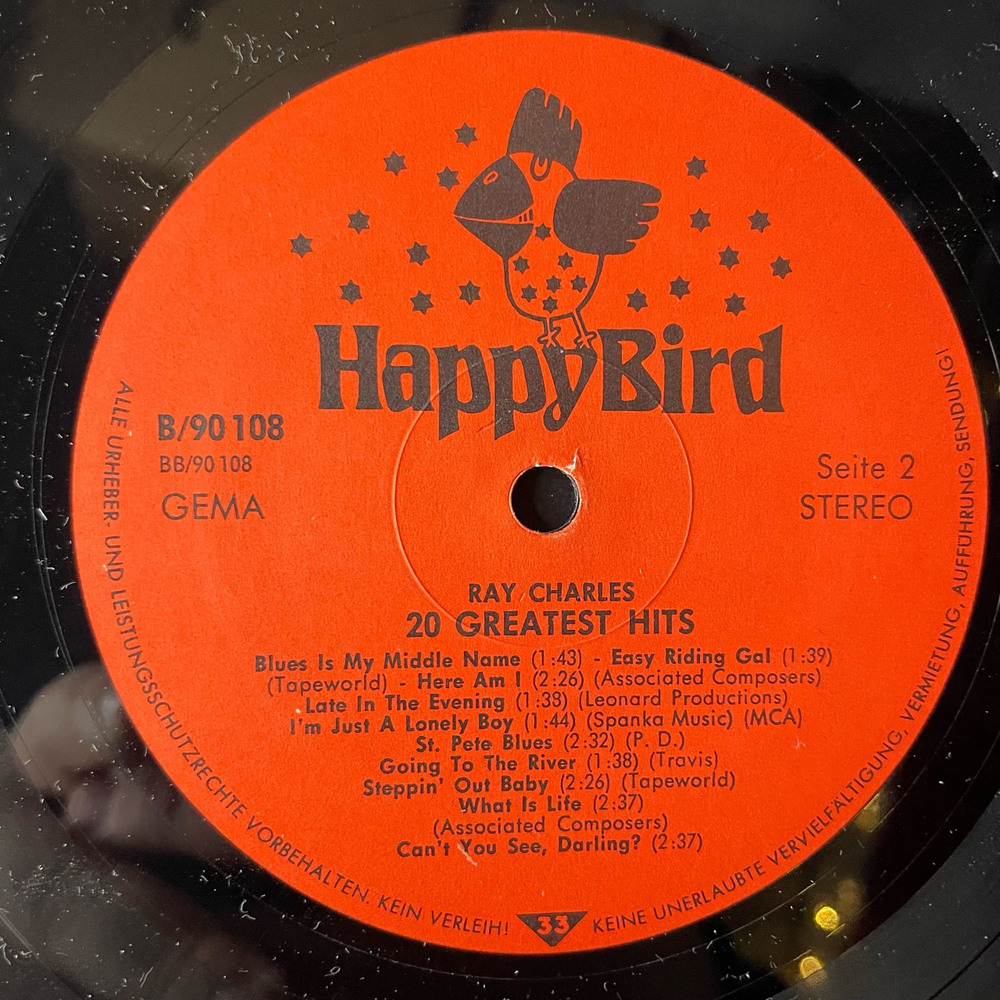 HappyBird
B/90 108
BB/90 108
GEMA
Seite 2
STEREO
RAY CHARLES
20 GREATEST HITS
Blues Is My Middle Name (1:43) - Easy Riding Gal (1:39)
(Tapeworld) - Here Am I (2:26) (Associated Composers)
Late In The Evening (1:38) (Leonard Productions)
I'm Just A Lonely Boy (1:44) (Spanka Music) (MCA)
St. Pete Blues (2:32) (P. D.)
Going To The River (1:38) (Travis)
Steppin' Out Baby (2:26) (Tapeworld)
What Is Life (2:37)
(Associated Composers)
Can't You See, Darling? (2:37)
ALLE URHEBER- UND LEISTUNGSSCHUTZRECHTE VORBEHALTEN. KEIN VERLEIH! 33 KEINE UNERLAUBTE VERVIELFÄLTIGUNG, VERMIETUNG, AUFFÜHRUNG, SENDUNG!